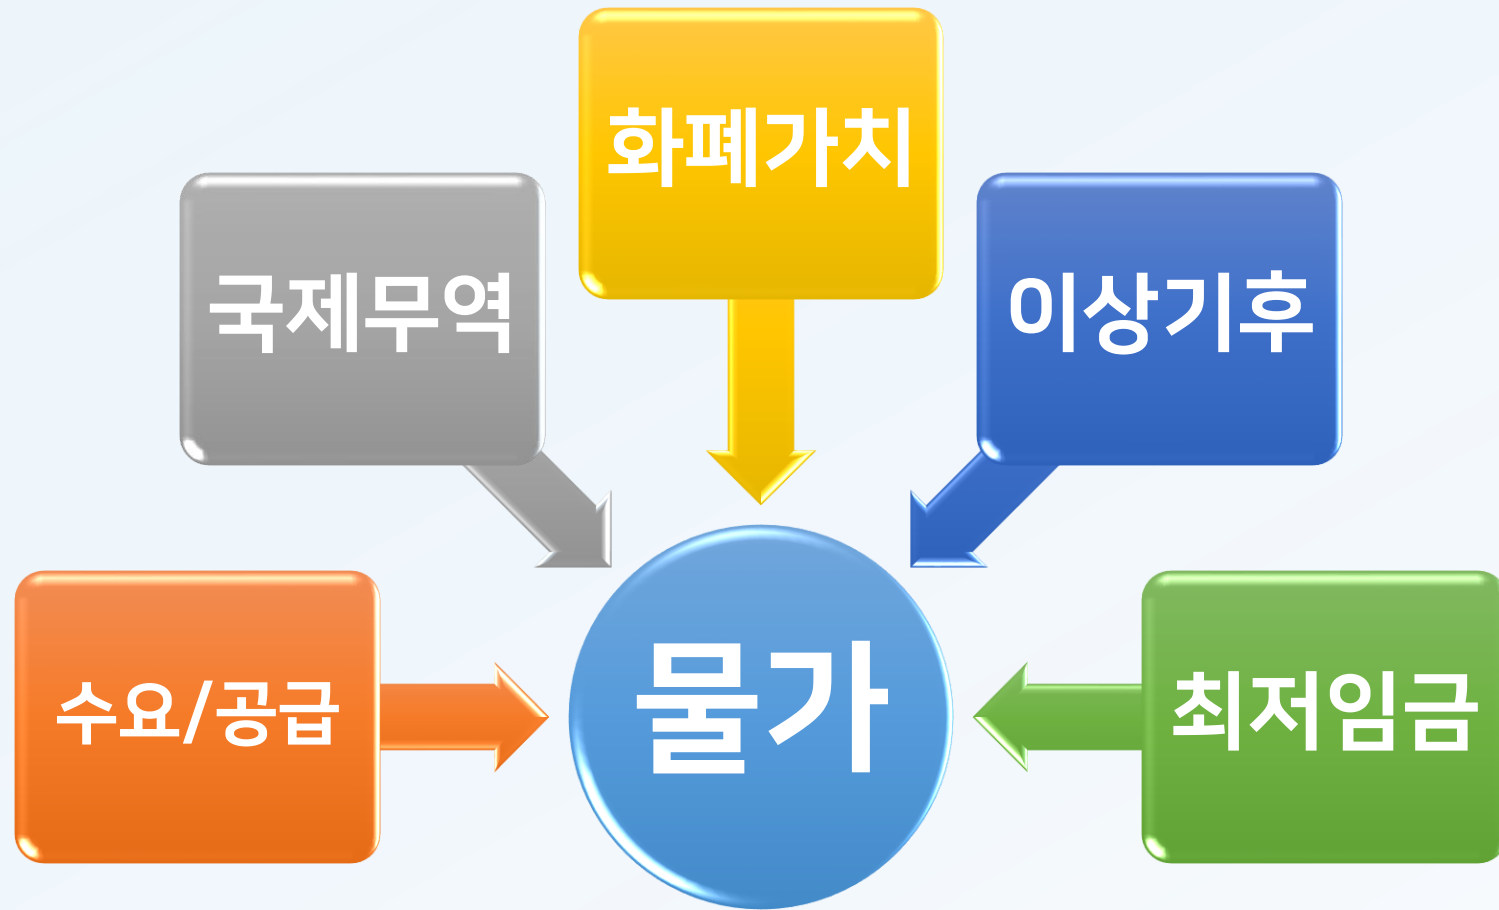 화폐가치
국제무역
이상기후
수요/공급
물가
최저임금